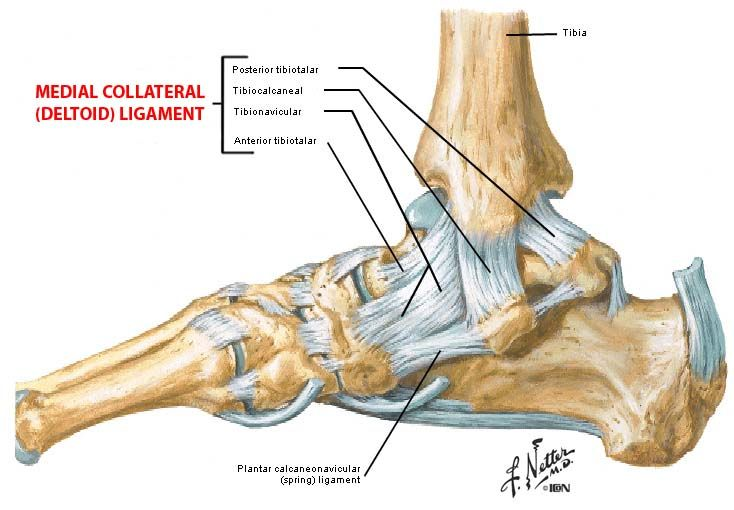 Tibia
Posterior tibiotalar
Tibiocalcaneal
Tibionavicular
Anterior tibiotalar
MEDIAL COLLATERAL
(DELTOID) LIGAMENT
Plantar calcaneonavicular
(spring) ligament
F. Netter
M.D.
©ICON